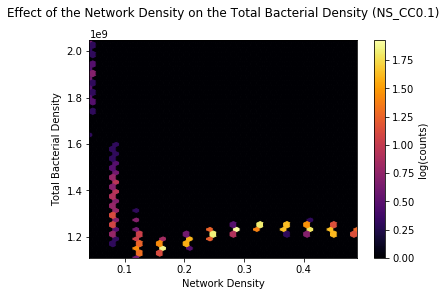 Effect of the Network Density on the Total Bacterial Density (NS_CC0.1)
1e9
2.0
1.8
1.6
1.4
1.2
Total Bacterial Density
0.1 0.2 0.3 0.4
Network Density
1.75
1.50
1.25
1.00
0.75
0.50
0.25
0.00
log(counts)